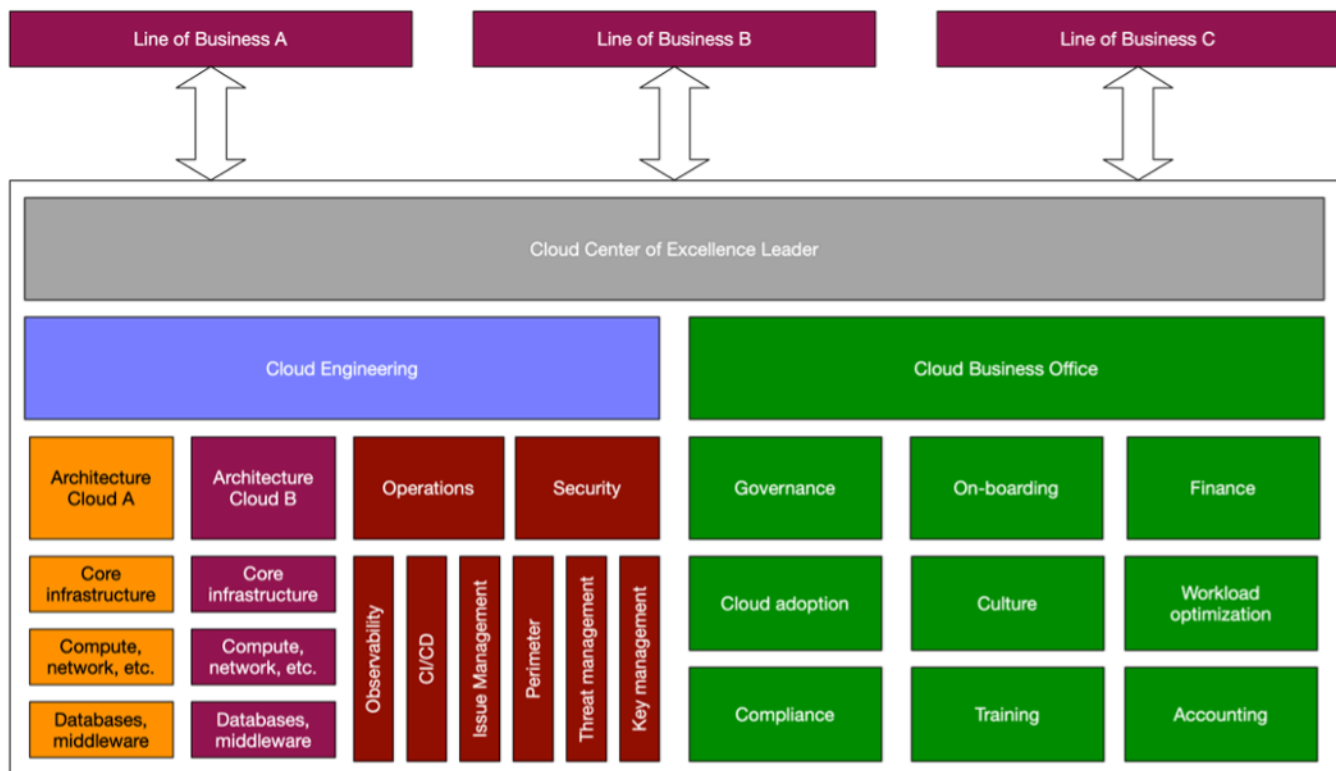 Line of Business A
Line of Business B
Line of Business C
Cloud Center of Excellence Leader
Cloud Engineering
Cloud Business Office
Architecture
Cloud A
Architecture
Cloud B
Operations
Security
Governance
On-boarding
Finance
Core
infrastructure
Core
infrastructure
Compute,
network, etc.
Compute,
network, etc.
Databases,
middleware
Databases,
middleware
Observability
CI/CD
Issue Management
Perimeter
Threat management
Key management
Cloud adoption
Culture
Workload
optimization
Compliance
Training
Accounting